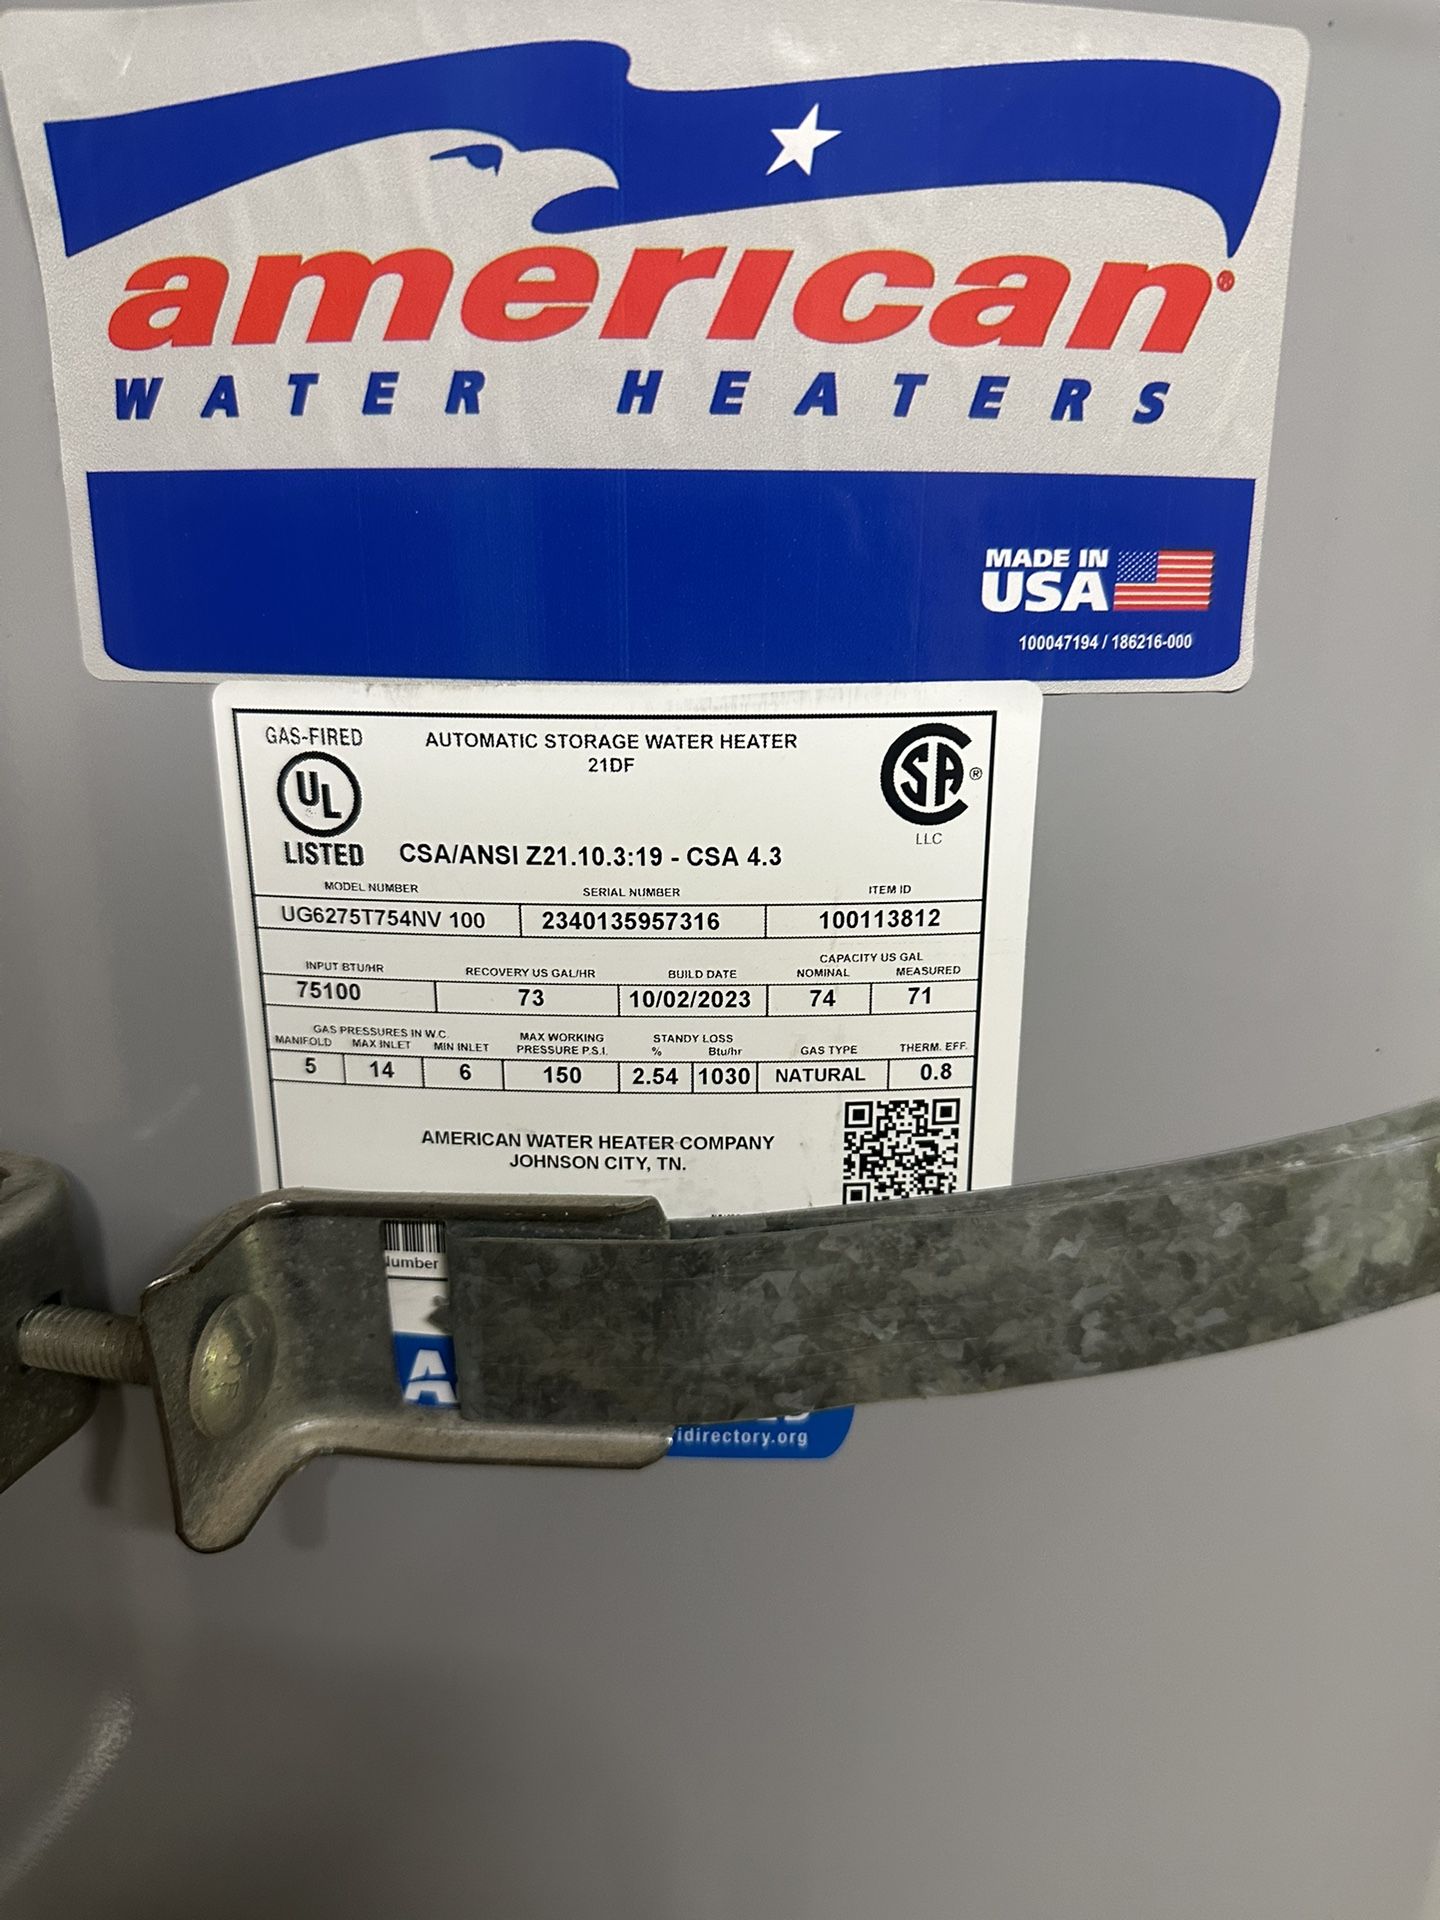 american®
WATER HEATERS
MADE IN
USA
100047194 / 186216-000
GAS-FIRED
UL
LISTED
AUTOMATIC STORAGE WATER HEATER
21DF
CSA/ANSI Z21.10.3:19 - CSA 4.3
SA ®
LLC
MODEL NUMBER SERIAL NUMBER ITEM ID
UG6275T754NV 100 2340135957316 100113812
INPUT BTU/HR RECOVERY US GAL/HR BUILD DATE CAPACITY US GAL
NOMINAL MEASURED
75100 73 10/02/2023 74 71
GAS PRESSURES IN W.C. MAX WORKING STANDY LOSS
MANIFOLD MAX INLET MIN INLET PRESSURE P.S.I. % Btu/hr GAS TYPE THERM. EFF.
5 14 6 150 2.54 1030 NATURAL 0.8
AMERICAN WATER HEATER COMPANY
JOHNSON CITY, TN.
Number
A
idirectory.org